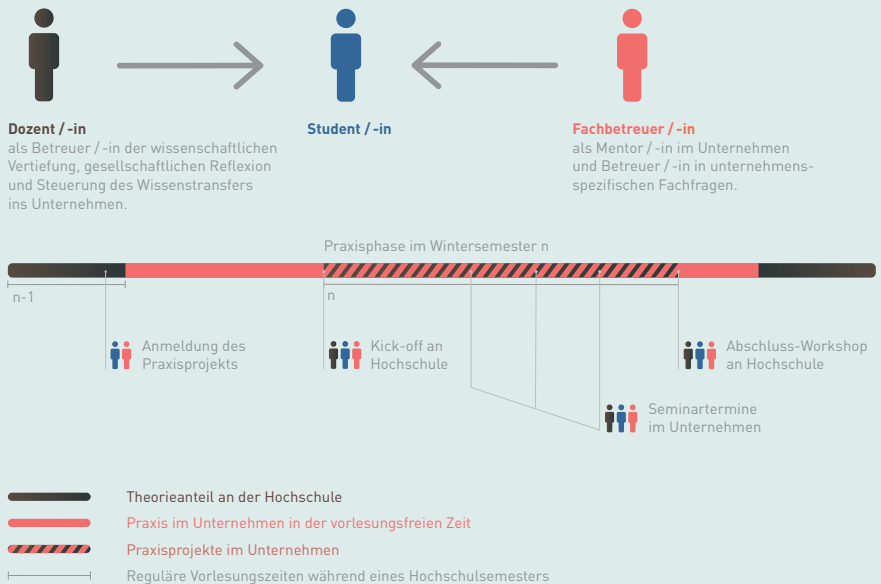 Dozent / -in
als Betreuer / -in der wissenschaftlichen
Vertiefung, gesellschaftlichen Reflexion
und Steuerung des Wissenstransfers
ins Unternehmen.
Student / -in
Fachbetreuer / -in
als Mentor / -in im Unternehmen
und Betreuer / -in in unternehmens-
spezifischen Fachfragen.
Praxisphase im Wintersemester n
n-1
n
Anmeldung des
Praxisprojekts
Kick-off an
Hochschule
Abschluss-Workshop
an Hochschule
Seminartermine
im Unternehmen
Theorieanteil an der Hochschule
Praxis im Unternehmen in der vorlesungsfreien Zeit
Praxisprojekte im Unternehmen
Reguläre Vorlesungszeiten während eines Hochschulsemesters